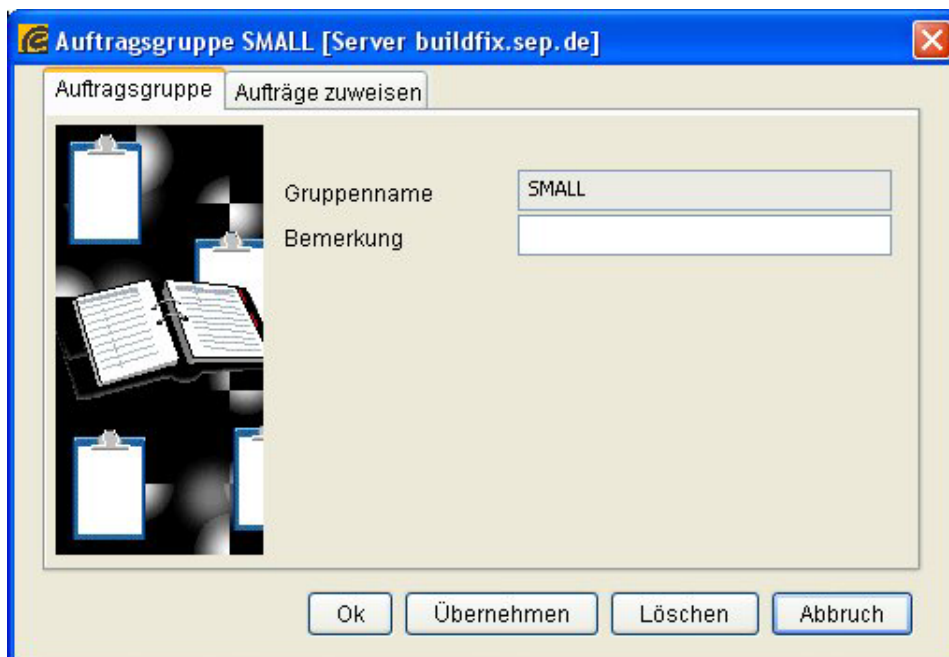 Auftragsgruppe SMALL [Server buildfix.sep.de]
Auftragsgruppe Aufträge zuweisen
Gruppenname SMALL
Bemerkung
Ok Übernehmen Löschen Abbruch